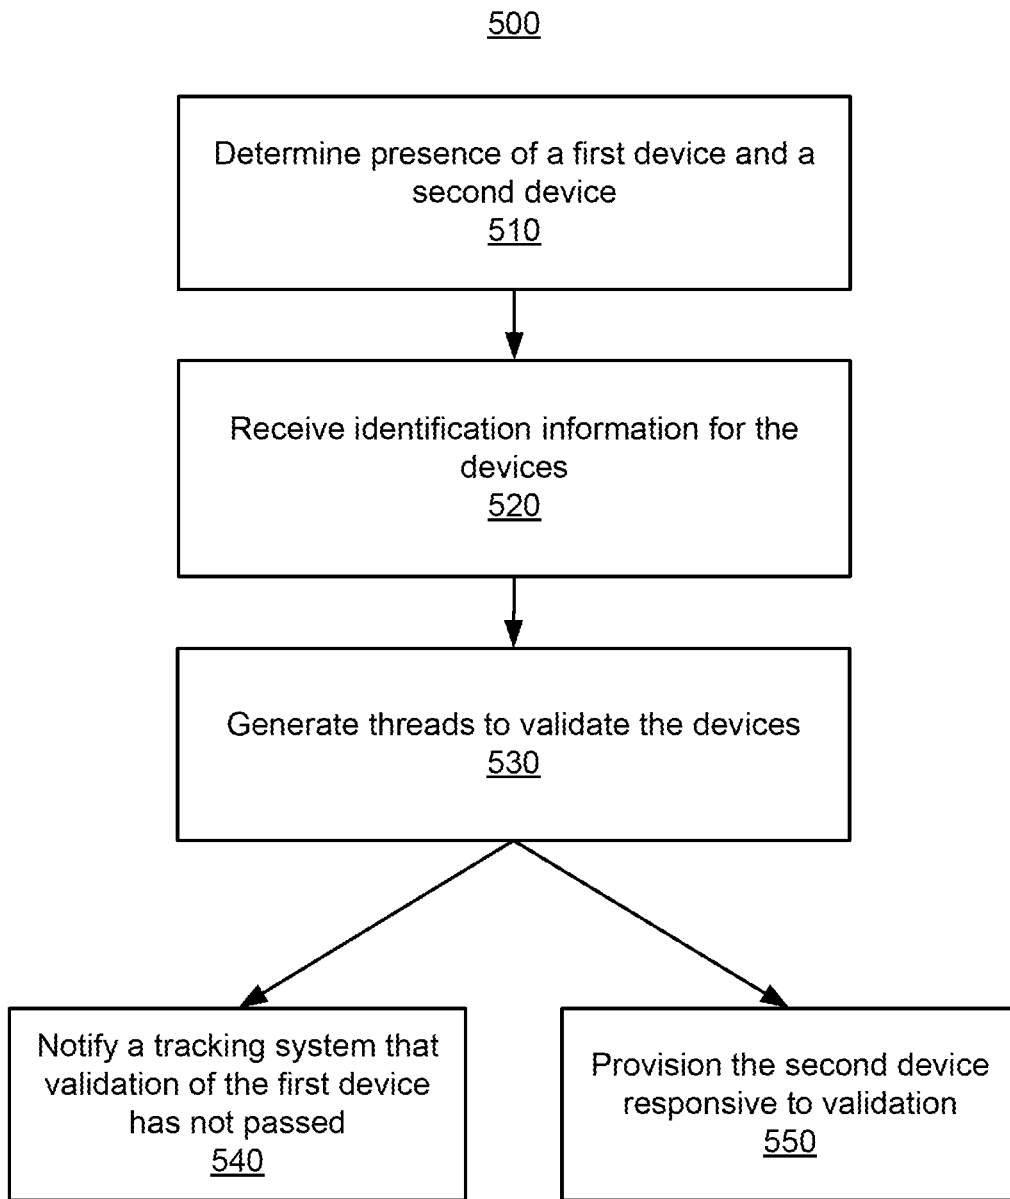 500
Determine presence of a first device and a
second device
510
Receive identification information for the
devices
520
Generate threads to validate the devices
530
Notify a tracking system that
validation of the first device
has not passed
540
Provision the second device
responsive to validation
550